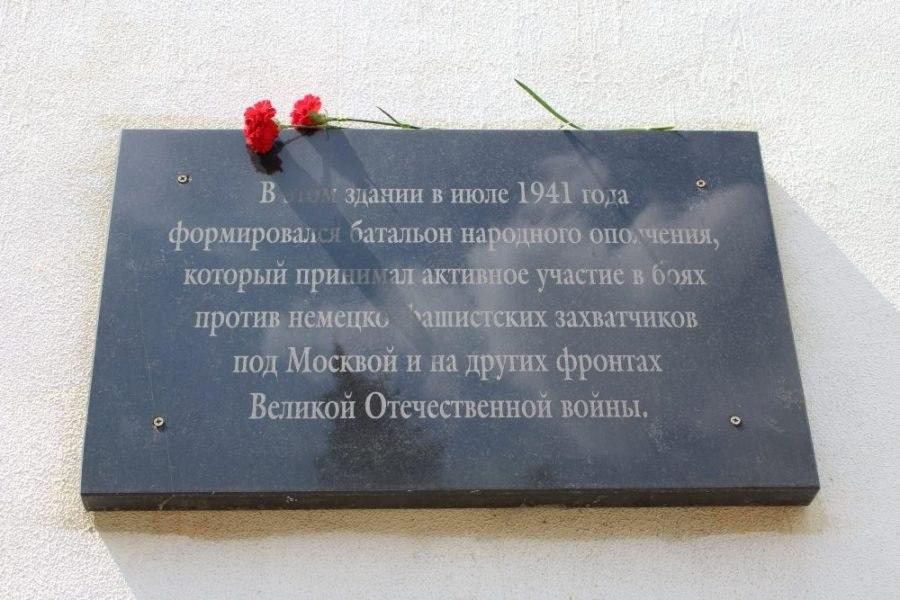 В этом здании в июле 1941 года
формировался батальон народного ополчения,
который принимал активное участие в боях
против немецко-фашистских захватчиков
под Москвой и на других фронтах
Великой Отечественной войны.